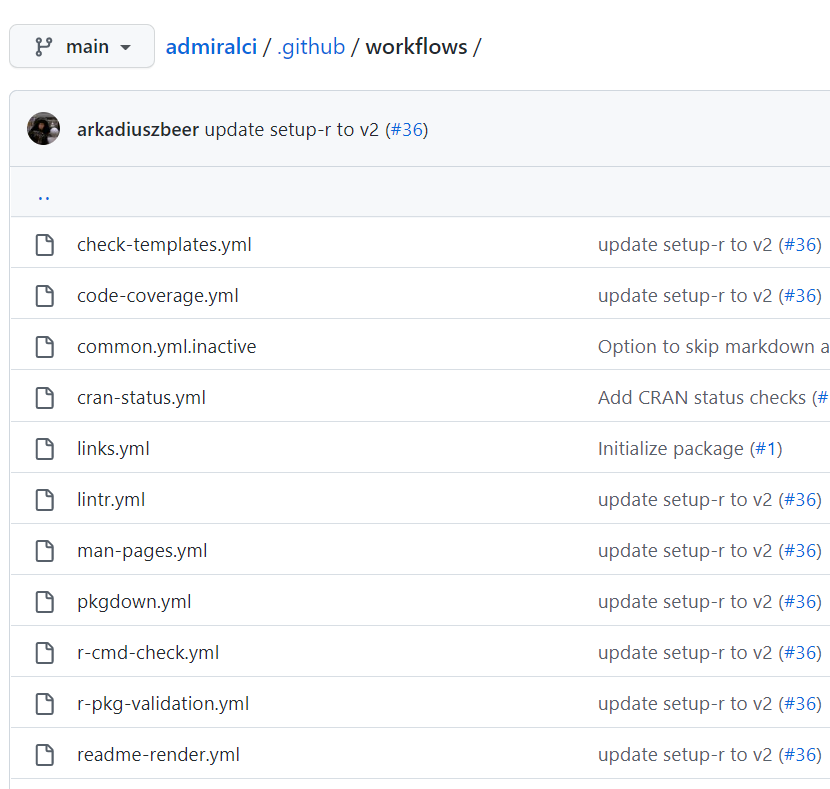 main
admiralci / .github / workflows /
arkadiuszbeer update setup-r to v2 (#36)
..
check-templates.yml update setup-r to v2 (#36)
code-coverage.yml update setup-r to v2 (#36)
common.yml.inactive Option to skip markdown a
cran-status.yml Add CRAN status checks (#
links.yml Initialize package (#1)
lintr.yml update setup-r to v2 (#36)
man-pages.yml update setup-r to v2 (#36)
pkgdown.yml update setup-r to v2 (#36)
r-cmd-check.yml update setup-r to v2 (#36)
r-pkg-validation.yml update setup-r to v2 (#36)
readme-render.yml update setup-r to v2 (#36)